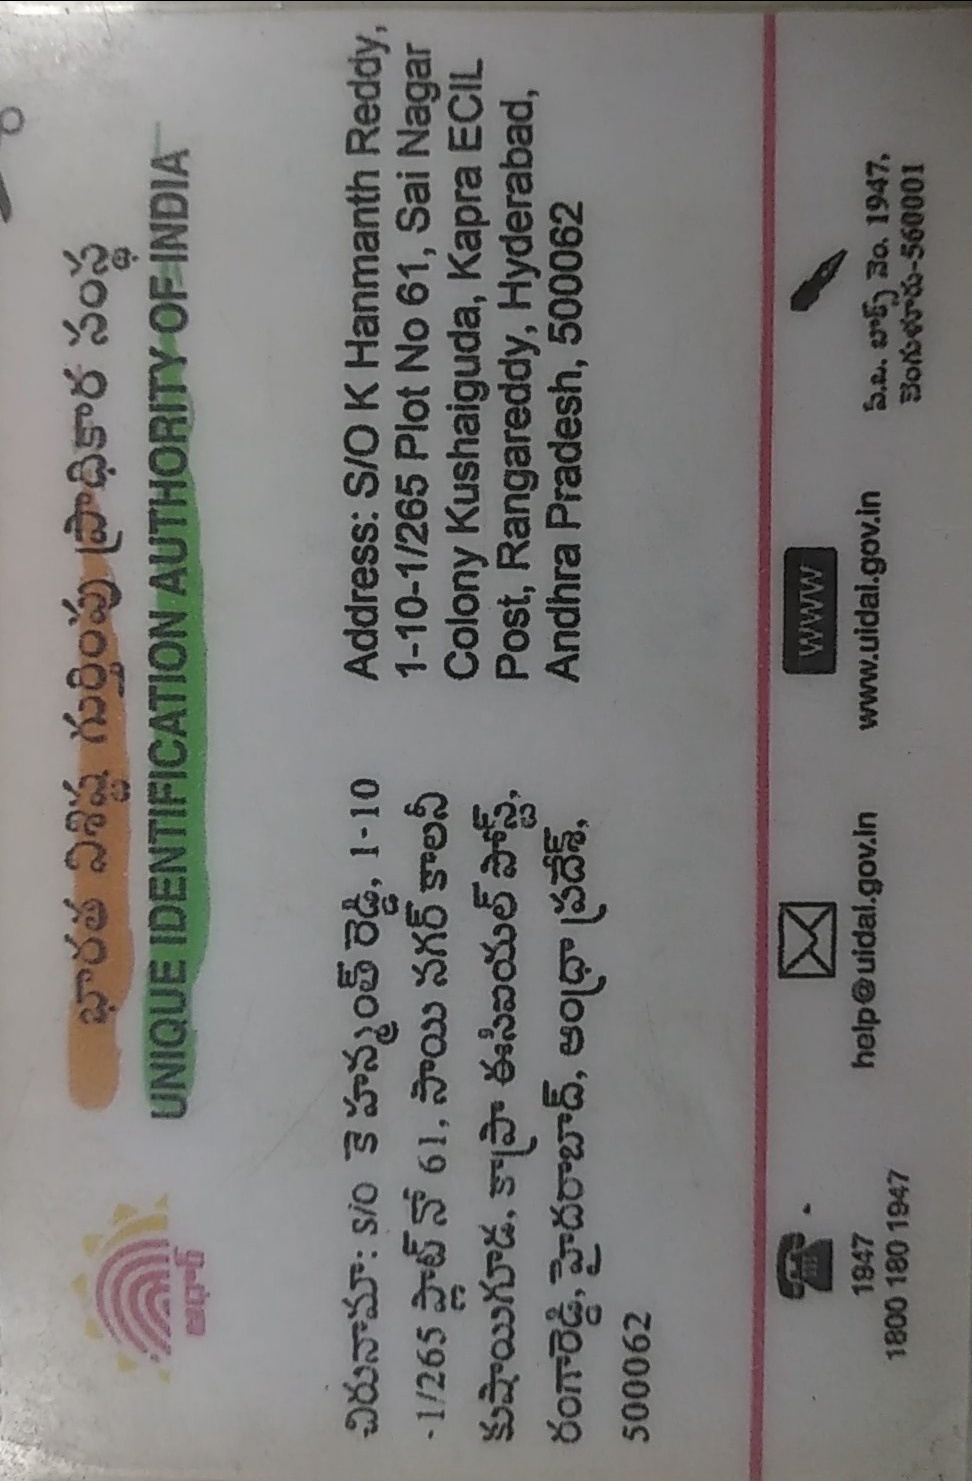 భారత విశిష్ట గుర్తింపు ప్రాధికార సంస్థ
UNIQUE IDENTIFICATION AUTHORITY OF INDIA
ఆధార్
చిరునామా: S/O కె హన్మంత్ రెడ్డి, 1-10
-1/265 ప్లాట్ నో 61, సాయి నగర్ కాలనీ
కుషాయిగూడ, కాప్రా ఈసిఐయల్ పోస్ట్,
రంగారెడ్డి, హైదరాబాద్, ఆంధ్రా ప్రదేశ్,
500062
Address: S/O K Hanmanth Reddy,
1-10-1/265 Plot No 61, Sai Nagar
Colony Kushaiguda, Kapra ECIL
Post, Rangareddy, Hyderabad,
Andhra Pradesh, 500062
1947
1800 180 1947
help@uidai.gov.in
WWW
www.uidai.gov.in
పి.బి. బాక్స్ నెం. 1947,
బెంగుళూరు-560001